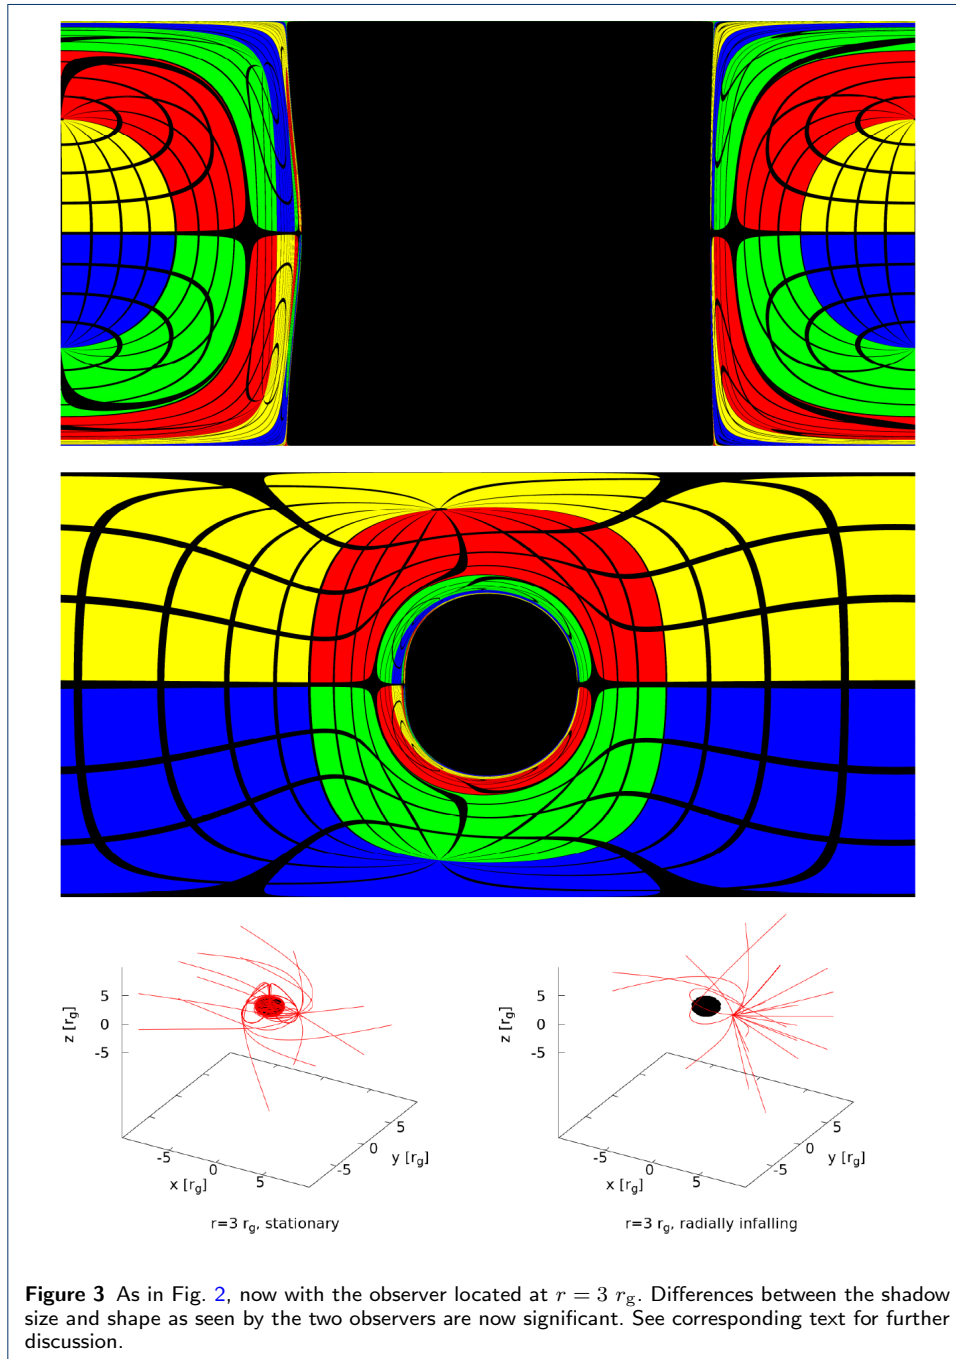 5
0
-5
z [rg]
-5
0
5
x [rg]
-5
0
5
y [rg]
r=3 rg, stationary
5
0
-5
z [rg]
-5
0
5
x [rg]
-5
0
5
y [rg]
r=3 rg, radially infalling
Figure 3 As in Fig. 2, now with the observer located at r = 3 rg. Differences between the shadow
size and shape as seen by the two observers are now significant. See corresponding text for further
discussion.